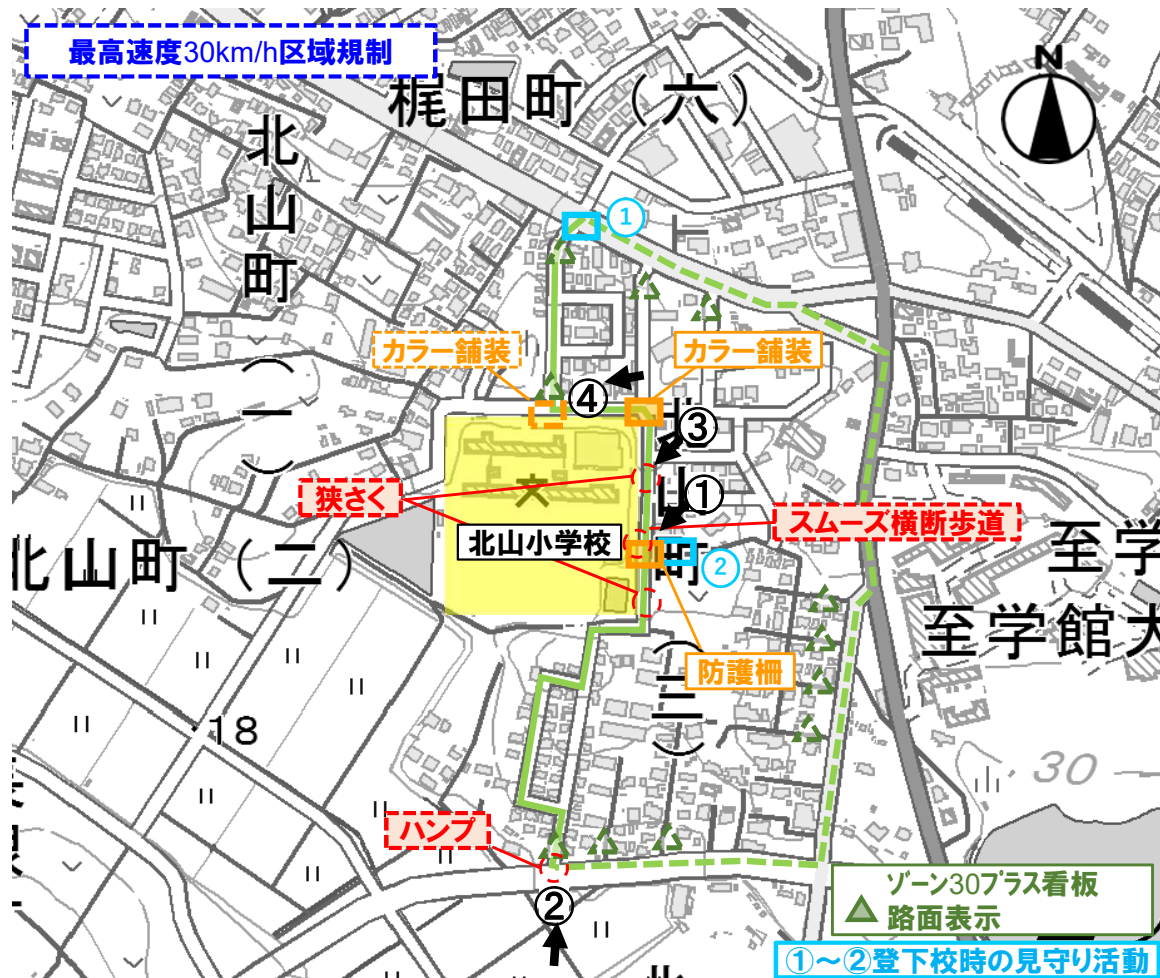 最高速度30km/h区域規制
梶田町（六）
N
北山町（一）
①
カラー舗装
カラー舗装
④
③
北山町（三）
狭さく
文
①
スムーズ横断歩道
北山小学校
北山町（二）
②
至学
至学館大
防護柵
18
30
ハンプ
②
ゾーン30プラス看板
路面表示
①～②登下校時の見守り活動